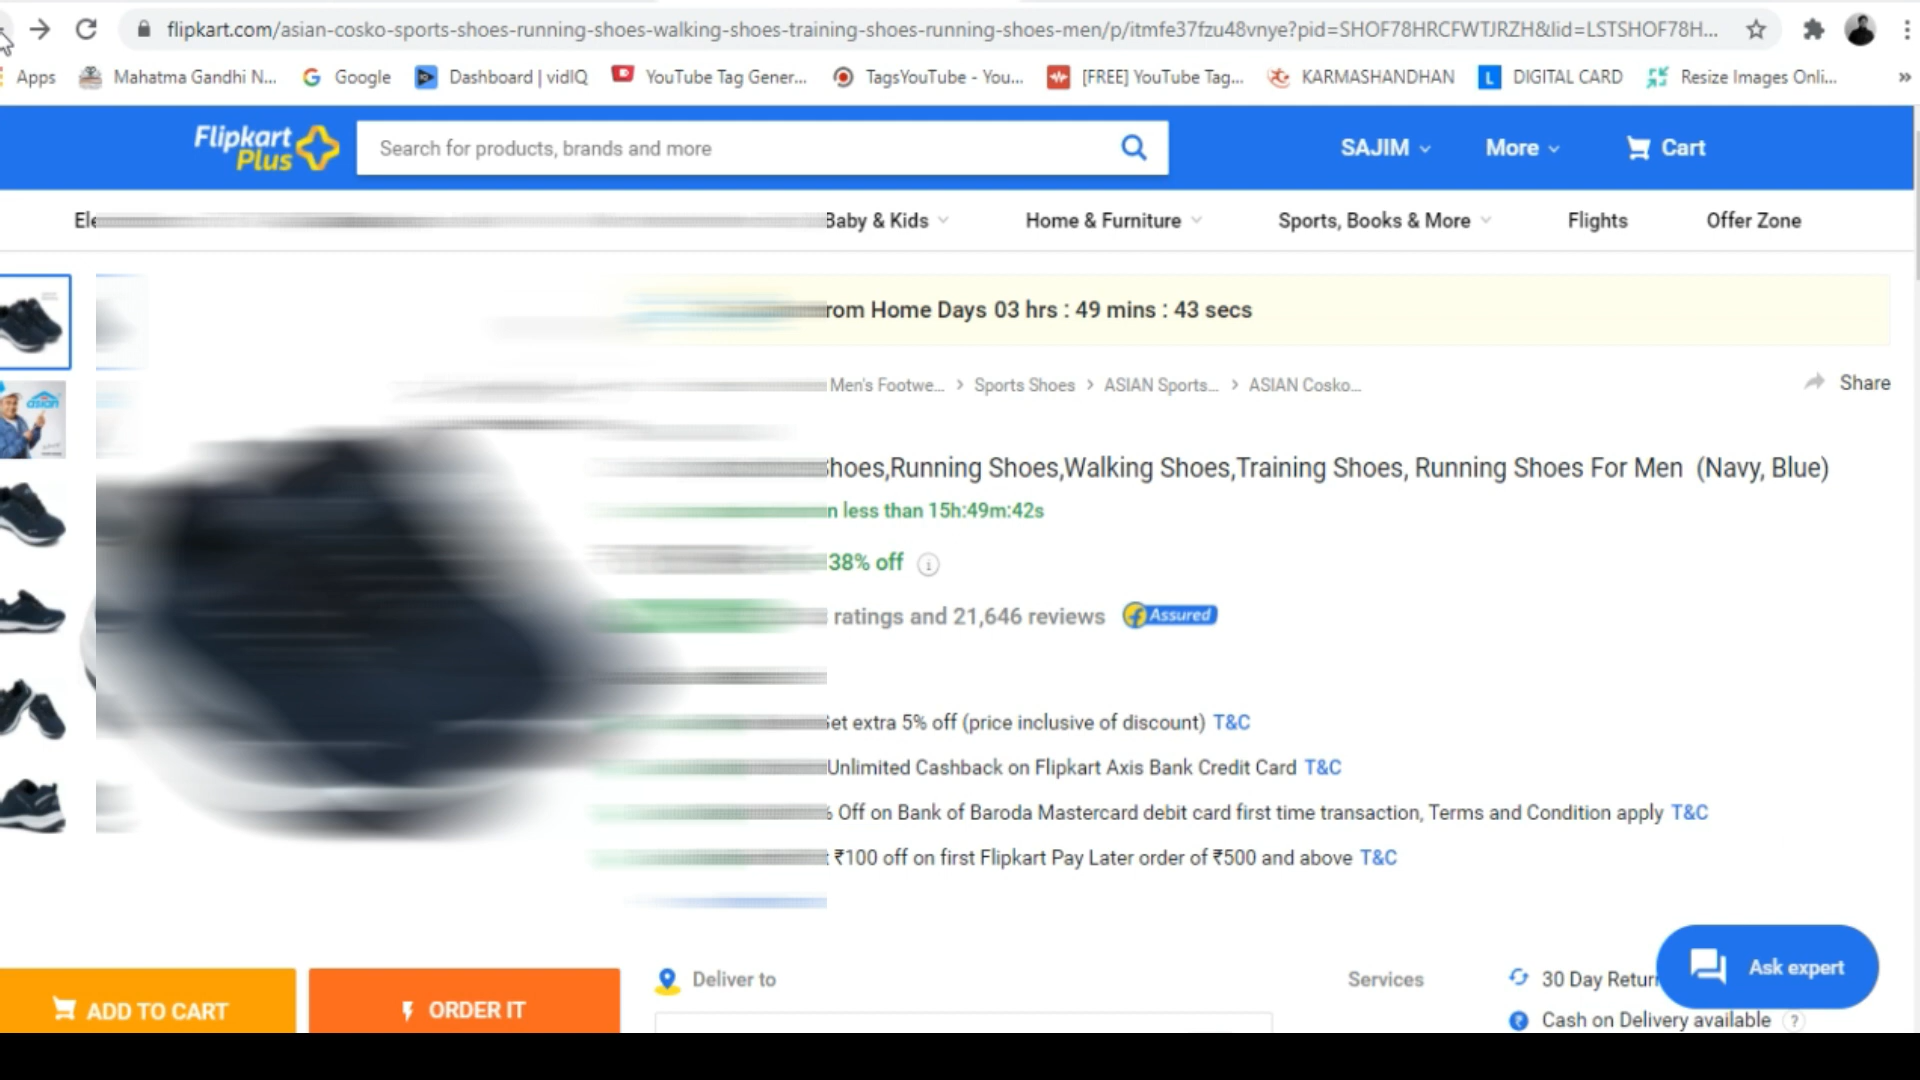 flipkart.com/asian-cosko-sports-shoes-running-shoes-walking-shoes-training-shoes-running-shoes-men/p/itmfe37fzu48vnye?pid=SHOF78HRCFWTJRZH&lid=LSTSHOF78H...
Apps Mahatma Gandhi N... Google Dashboard | vidIQ YouTube Tag Gener... TagsYouTube - You... [FREE] YouTube Tag... KARMASHANDHAN DIGITAL CARD Resize Images Onli... »
Flipkart Plus Search for products, brands and more SAJIM More Cart
Baby & Kids Home & Furniture Sports, Books & More Flights Offer Zone
Home Days 03 hrs : 49 mins : 43 secs
Men's Footwe... > Sports Shoes > ASIAN Sports... > ASIAN Cosko... Share
asian
Running Shoes,Walking Shoes,Training Shoes, Running Shoes For Men (Navy, Blue)
less than 15h:49m:42s
38% off
ratings and 21,646 reviews Assured
extra 5% off (price inclusive of discount) T&C
Unlimited Cashback on Flipkart Axis Bank Credit Card T&C
Off on Bank of Baroda Mastercard debit card first time transaction, Terms and Condition apply T&C
₹100 off on first Flipkart Pay Later order of ₹500 and above T&C
ADD TO CART ORDER IT Deliver to Services 30 Day Ask expert
Cash on Delivery available ?